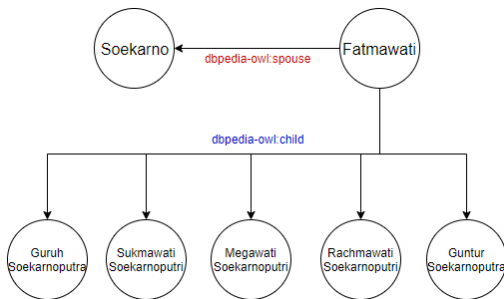 Soekarno
Fatmawati
dbpedia-owl:spouse
dbpedia-owl:child
Guruh
Soekarnoputra
Sukmawati
Soekarnoputri
Megawati
Soekarnoputri
Rachmawati
Soekarnoputri
Guntur
Soekarnoputra